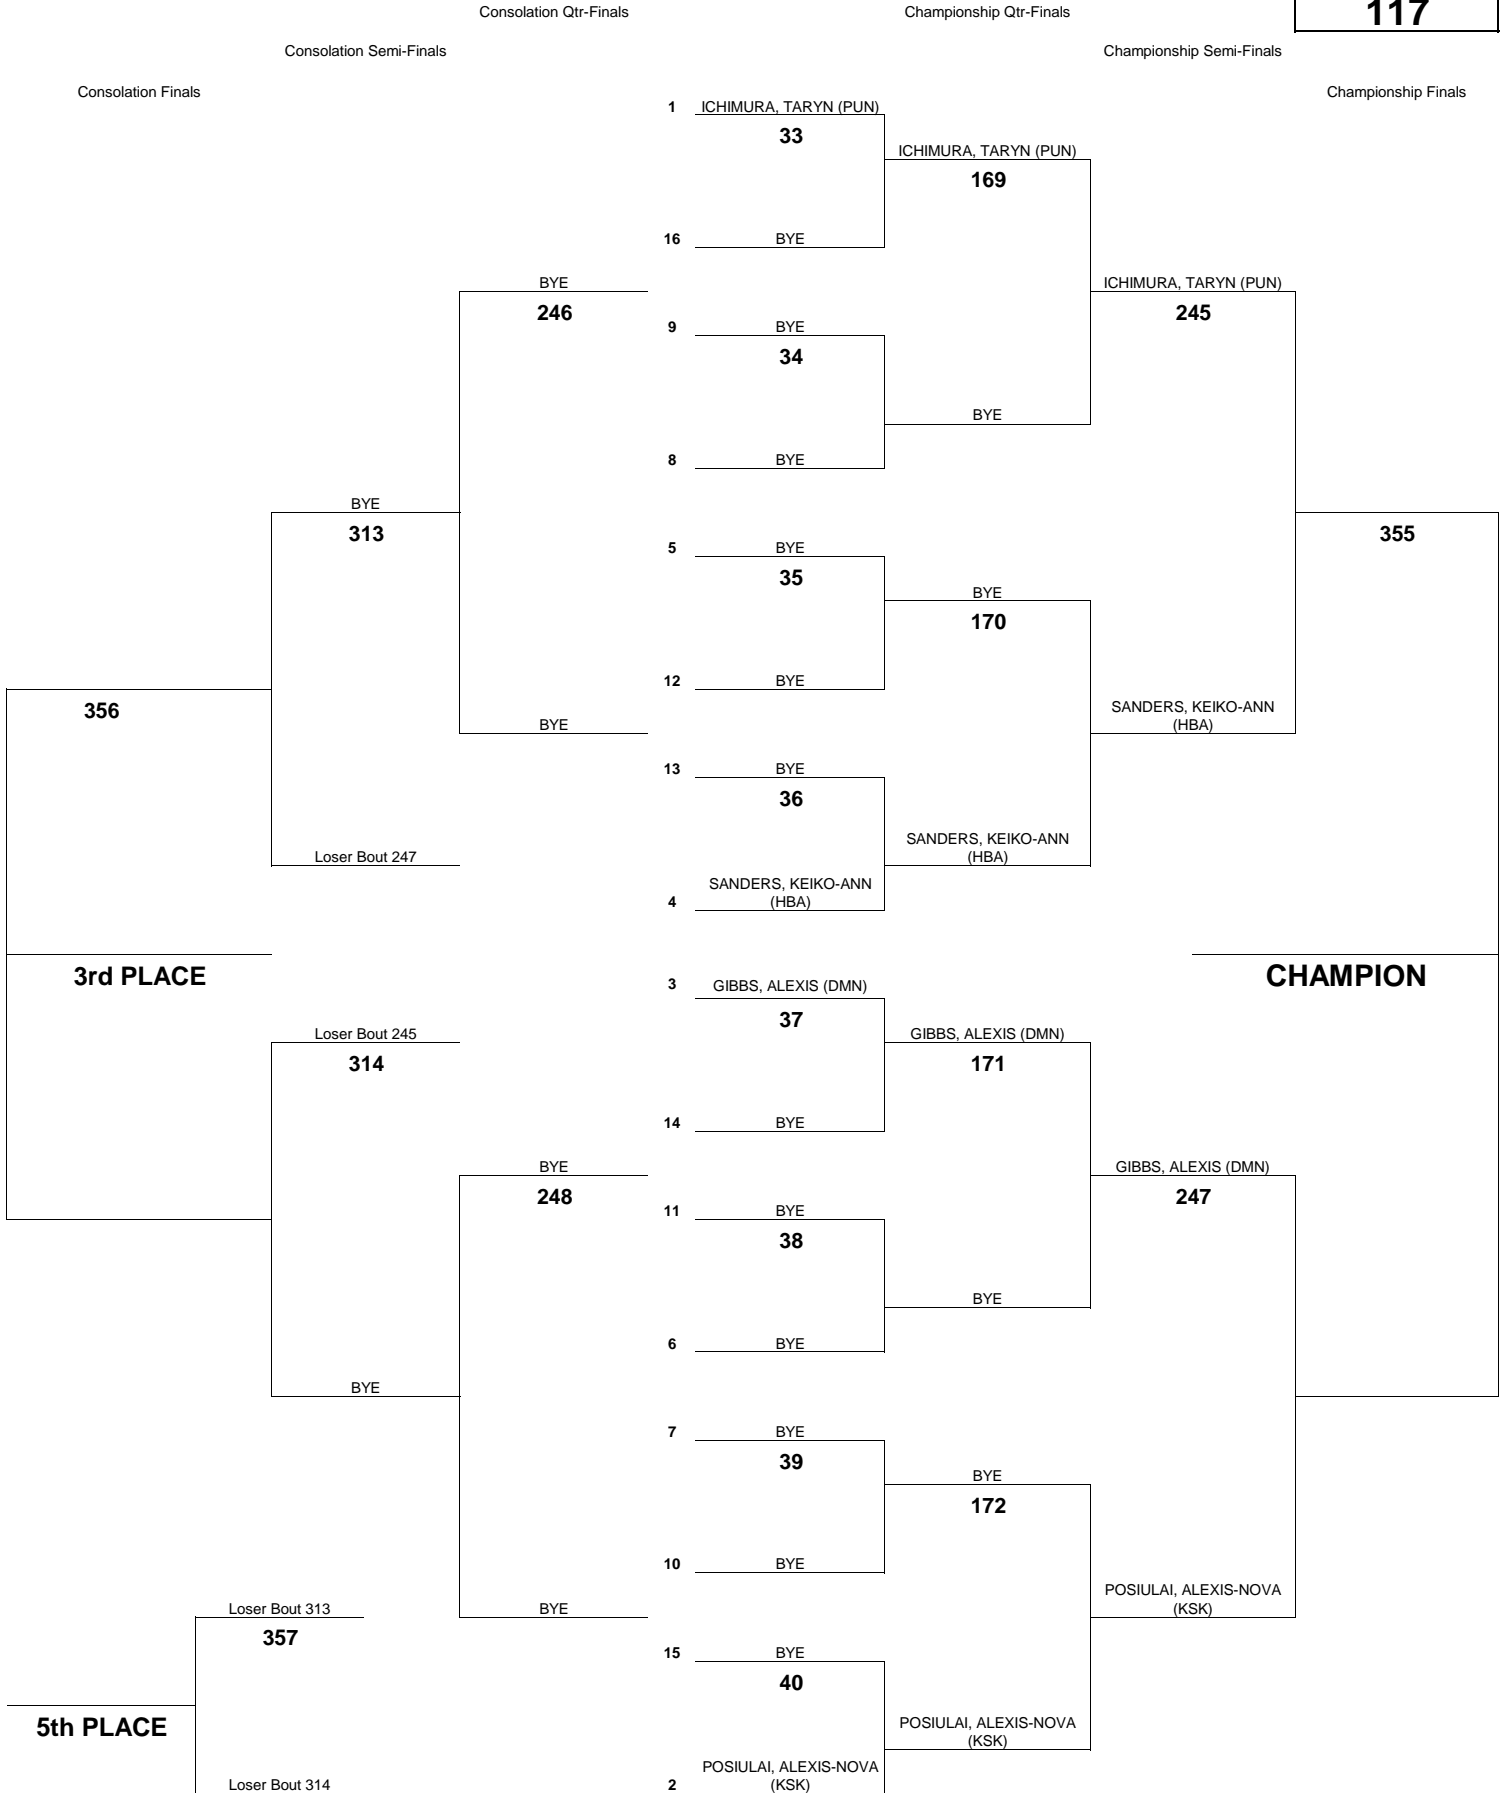 Consolation Qtr-Finals
Championship Qtr-Finals
117
Consolation Semi-Finals
Championship Semi-Finals
Consolation Finals
Championship Finals
1 ICHIMURA, TARYN (PUN)
33
ICHIMURA, TARYN (PUN)
169
16 BYE
BYE
ICHIMURA, TARYN (PUN)
246
245
9 BYE
34
BYE
8 BYE
BYE
313
355
5 BYE
35
BYE
170
12 BYE
356
SANDERS, KEIKO-ANN
(HBA)
BYE
13 BYE
36
SANDERS, KEIKO-ANN
(HBA)
Loser Bout 247
SANDERS, KEIKO-ANN
4 (HBA)
3rd PLACE
CHAMPION
3 GIBBS, ALEXIS (DMN)
37
Loser Bout 245
GIBBS, ALEXIS (DMN)
314
171
14 BYE
BYE
GIBBS, ALEXIS (DMN)
248
247
11 BYE
38
BYE
6 BYE
BYE
7 BYE
39
BYE
172
10 BYE
POSIULAI, ALEXIS-NOVA
(KSK)
Loser Bout 313
BYE
357
15 BYE
40
5th PLACE
POSIULAI, ALEXIS-NOVA
(KSK)
POSIULAI, ALEXIS-NOVA
Loser Bout 314
2 (KSK)